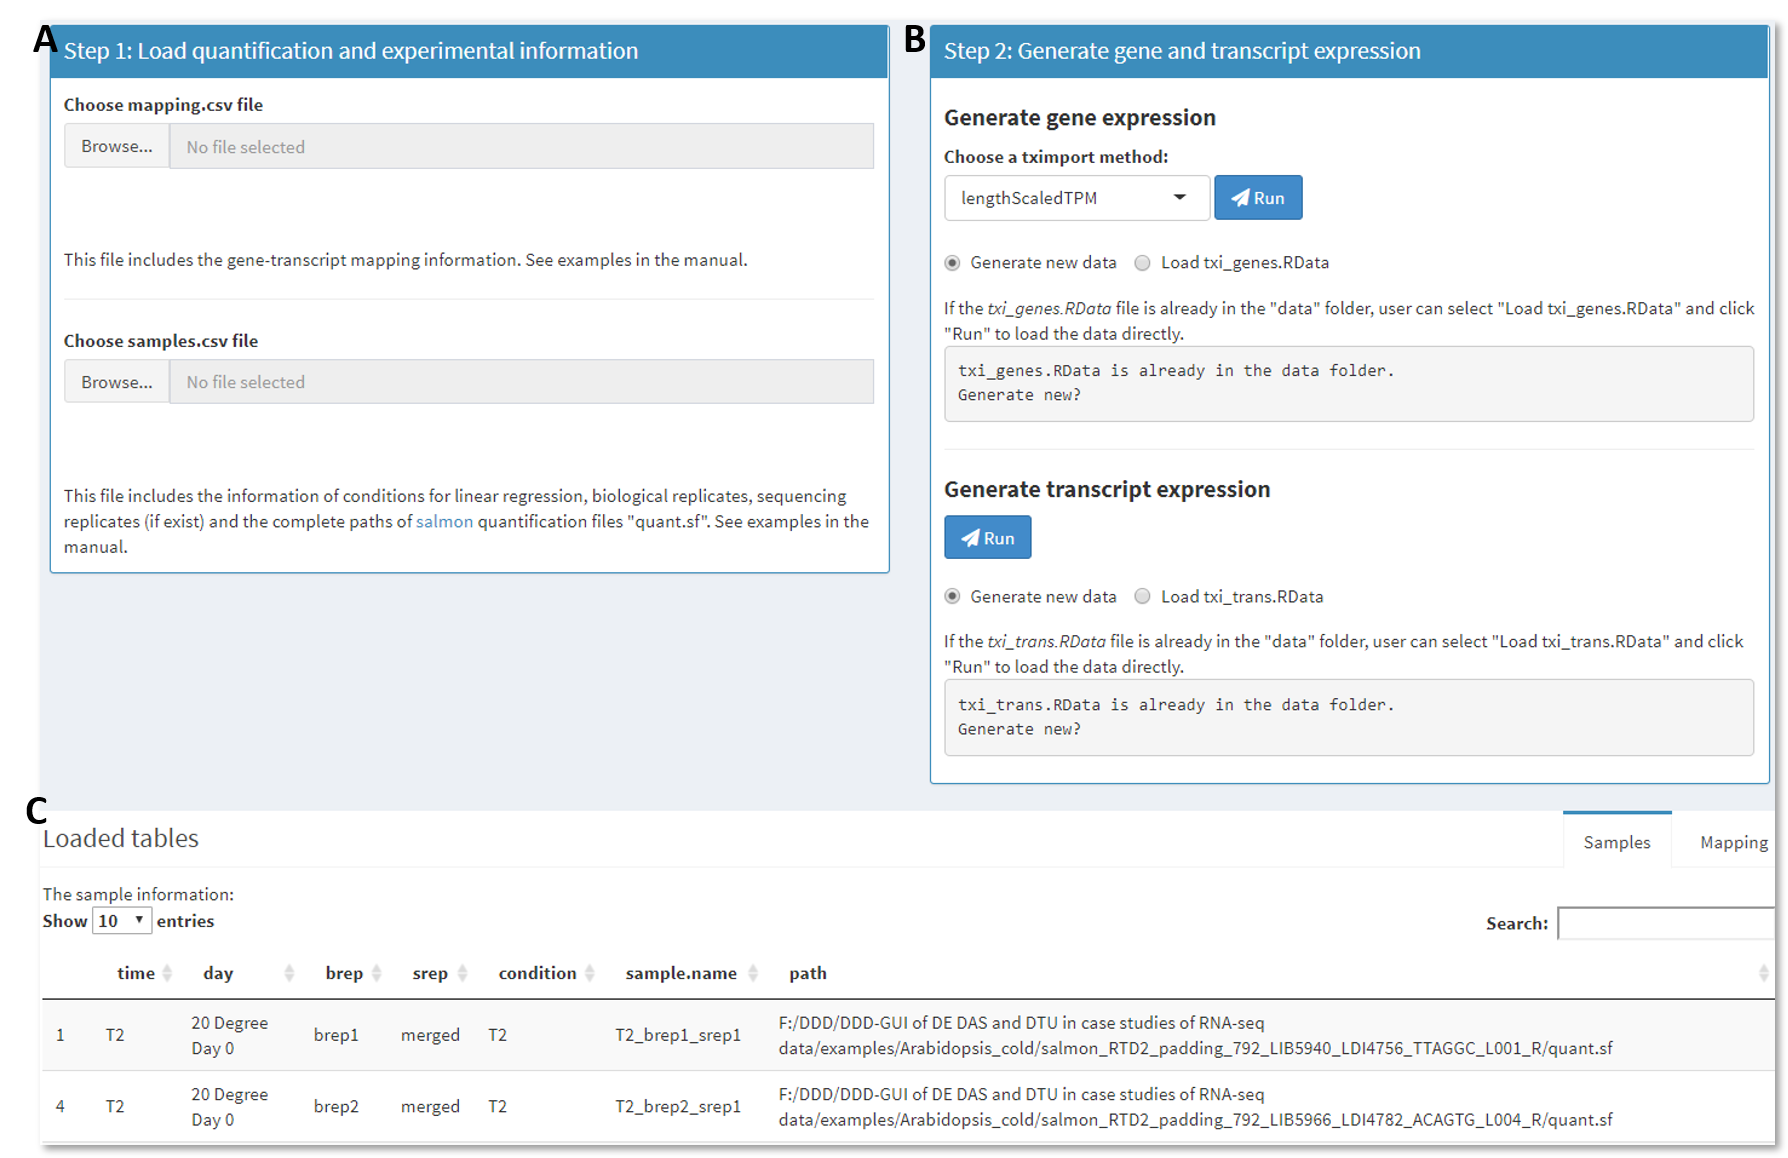 A
Step 1: Load quantification and experimental information
Choose mapping.csv file
Browse... No file selected
This file includes the gene-transcript mapping information. See examples in the manual.
Choose samples.csv file
Browse... No file selected
This file includes the information of conditions for linear regression, biological replicates, sequencing
replicates (if exist) and the complete paths of salmon quantification files "quant.sf". See examples in the
manual.
B
Step 2: Generate gene and transcript expression
Generate gene expression
Choose a tximport method:
lengthScaledTPM Run
Generate new data Load txi_genes.RData
If the txi_genes.RData file is already in the "data" folder, user can select "Load txi_genes.RData" and click
"Run" to load the data directly.
txi_genes.RData is already in the data folder.
Generate new?
Generate transcript expression
Run
Generate new data Load txi_trans.RData
If the txi_trans.RData file is already in the "data" folder, user can select "Load txi_trans.RData" and click
"Run" to load the data directly.
txi_trans.RData is already in the data folder.
Generate new?
C
Loaded tables Samples Mapping
The sample information:
Show 10 entries Search:
time day brep srep condition sample.name path
1 T2 20 Degree Day 0 brep1 merged T2 T2_brep1_srep1 F:/DDD/DDD-GUI of DE DAS and DTU in case studies of RNA-seq
data/examples/Arabidopsis_cold/salmon_RTD2_padding_792_LIB5940_LDI4756_TTAGGC_L001_R/quant.sf
4 T2 20 Degree Day 0 brep2 merged T2 T2_brep2_srep1 F:/DDD/DDD-GUI of DE DAS and DTU in case studies of RNA-seq
data/examples/Arabidopsis_cold/salmon_RTD2_padding_792_LIB5966_LDI4782_ACAGTG_L004_R/quant.sf